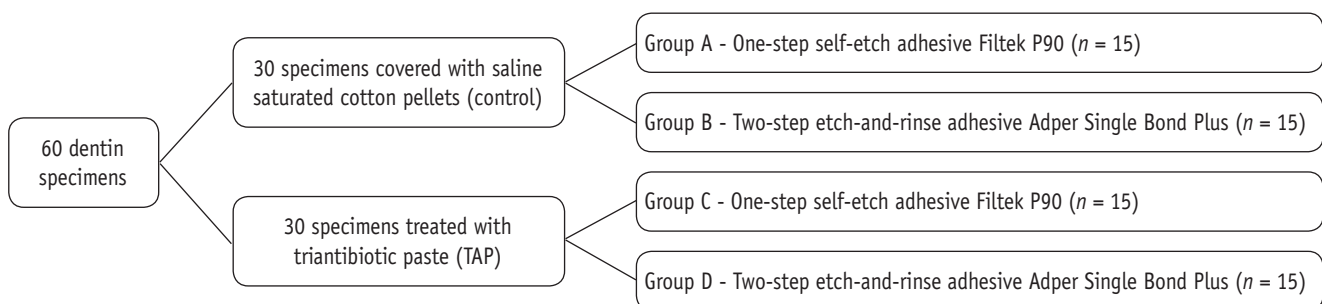 60 dentin
specimens
30 specimens covered with saline
saturated cotton pellets (control)
30 specimens treated with
triantibiotic paste (TAP)
Group A - One-step self-etch adhesive Filtek P90 (n = 15)
Group B - Two-step etch-and-rinse adhesive Adper Single Bond Plus (n = 15)
Group C - One-step self-etch adhesive Filtek P90 (n = 15)
Group D - Two-step etch-and-rinse adhesive Adper Single Bond Plus (n = 15)